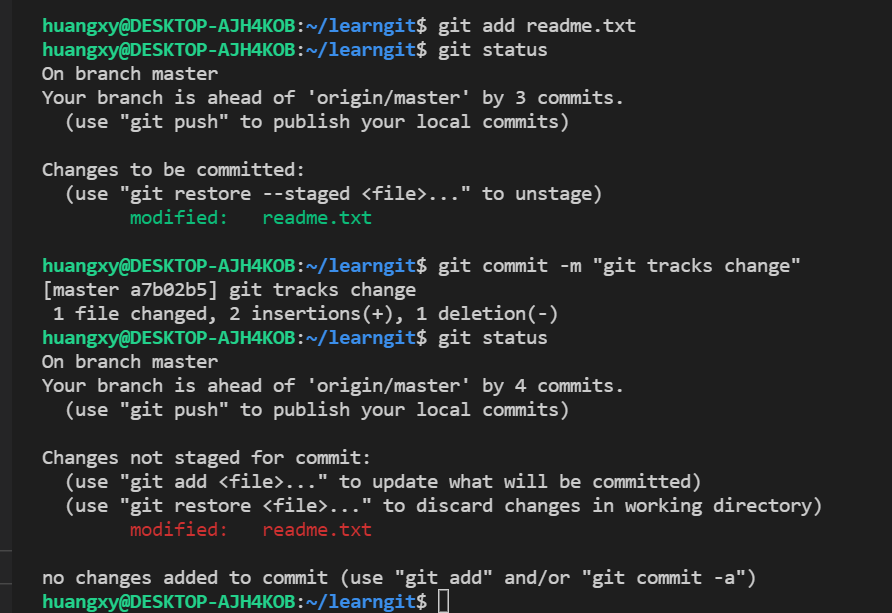 huangxy@DESKTOP-AJH4KOB:~/learngit$ git add readme.txt
huangxy@DESKTOP-AJH4KOB:~/learngit$ git status
On branch master
Your branch is ahead of 'origin/master' by 3 commits.
  (use "git push" to publish your local commits)

Changes to be committed:
  (use "git restore --staged <file>..." to unstage)
        modified:   readme.txt

huangxy@DESKTOP-AJH4KOB:~/learngit$ git commit -m "git tracks change"
[master a7b02b5] git tracks change
 1 file changed, 2 insertions(+), 1 deletion(-)
huangxy@DESKTOP-AJH4KOB:~/learngit$ git status
On branch master
Your branch is ahead of 'origin/master' by 4 commits.
  (use "git push" to publish your local commits)

Changes not staged for commit:
  (use "git add <file>..." to update what will be committed)
  (use "git restore <file>..." to discard changes in working directory)
        modified:   readme.txt

no changes added to commit (use "git add" and/or "git commit -a")
huangxy@DESKTOP-AJH4KOB:~/learngit$